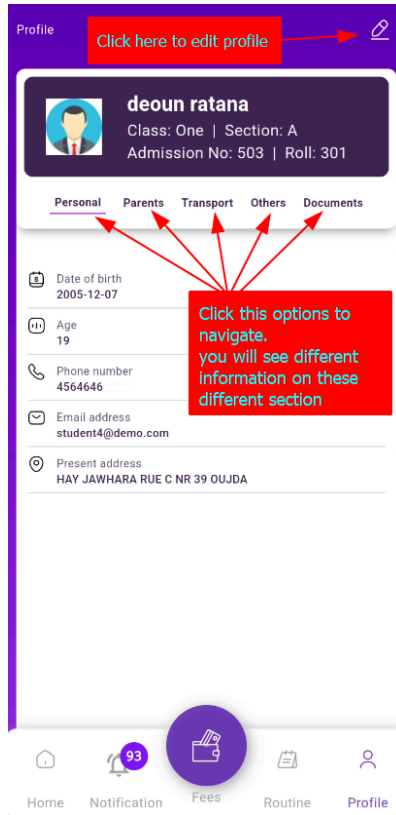 Profile
Click here to edit profile
deoun ratana
Class: One | Section: A
Admission No: 503 | Roll: 301
Personal Parents Transport Others Documents
8
Date of birth
2005-12-07
Age
19
Click this options to
navigate.
you will see different
information on these
different section
Phone number
4564646
Email address
student4@demo.com
Present address
HAY JAWHARA RUE C NR 39 OUJDA
93
Home Notification Fees Routine Profile